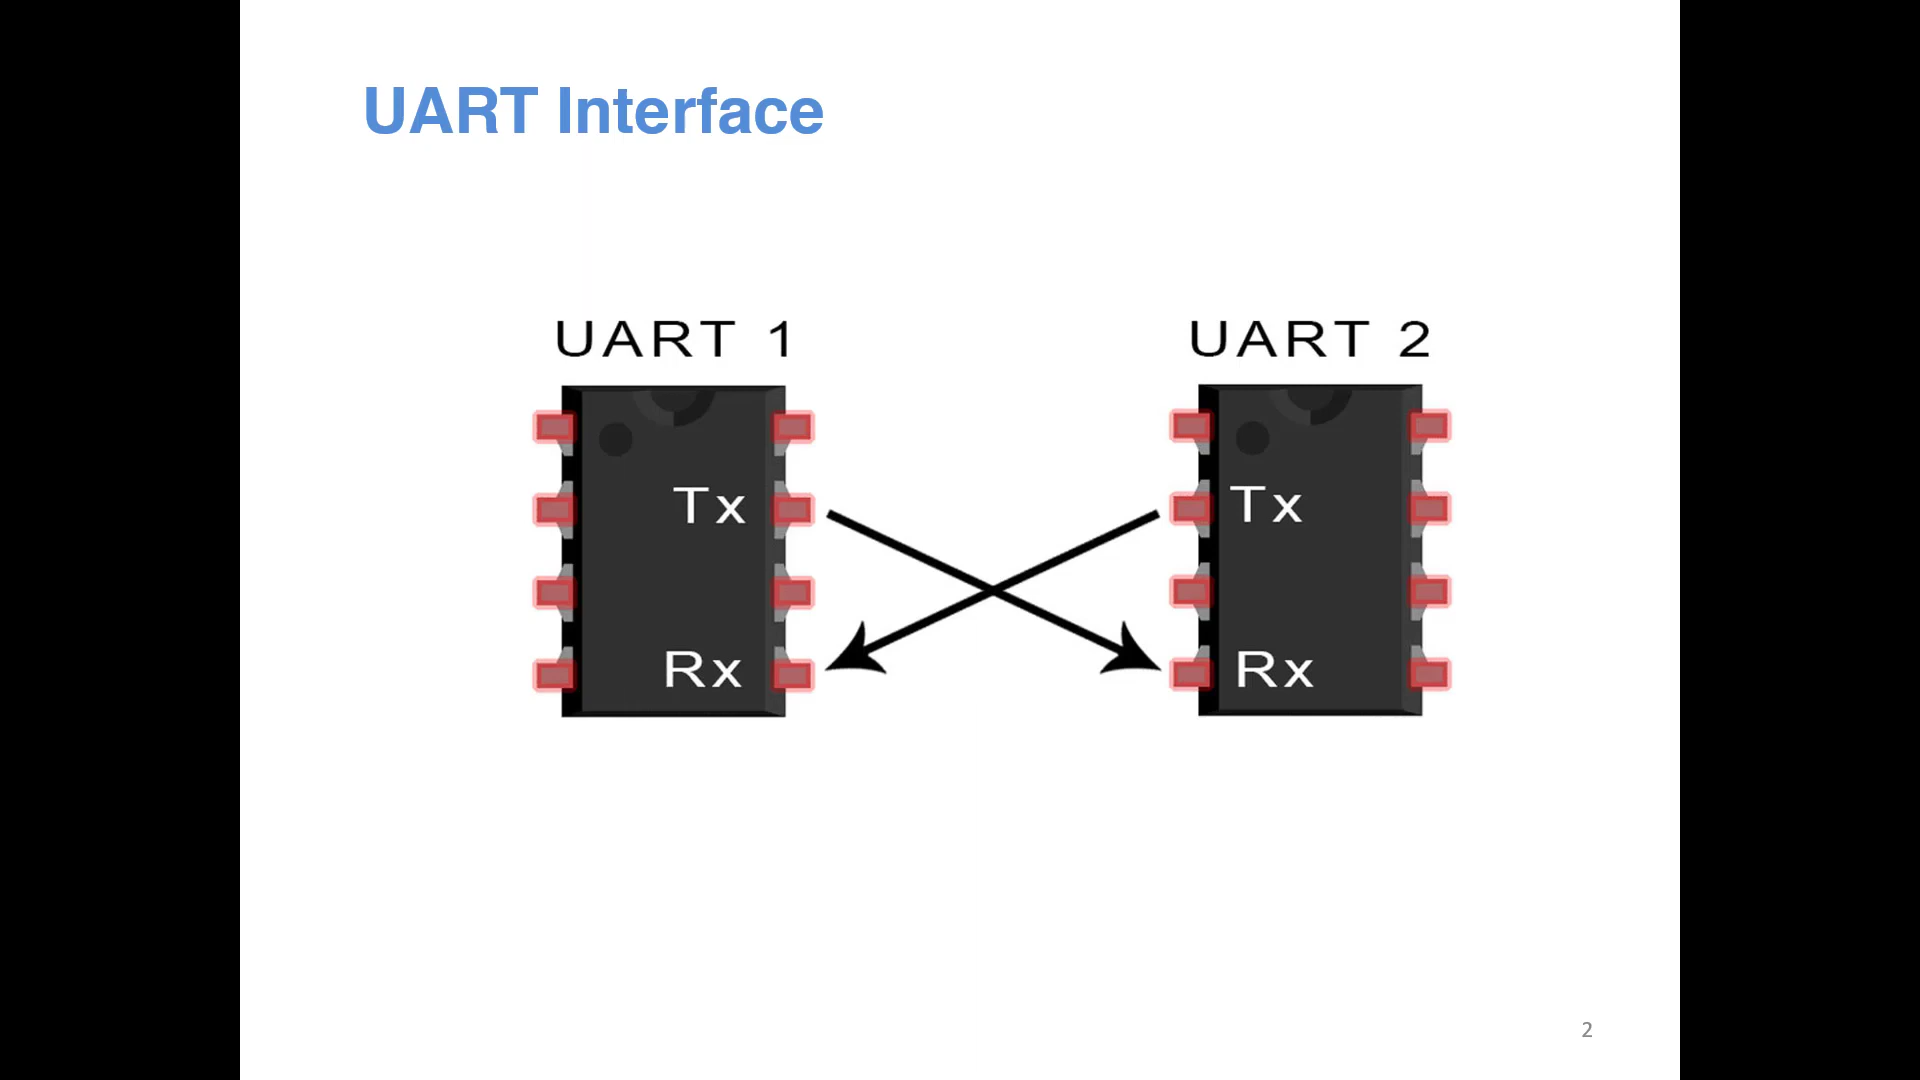 UART Interface
UART 1 UART 2
Tx Tx
Rx Rx
2